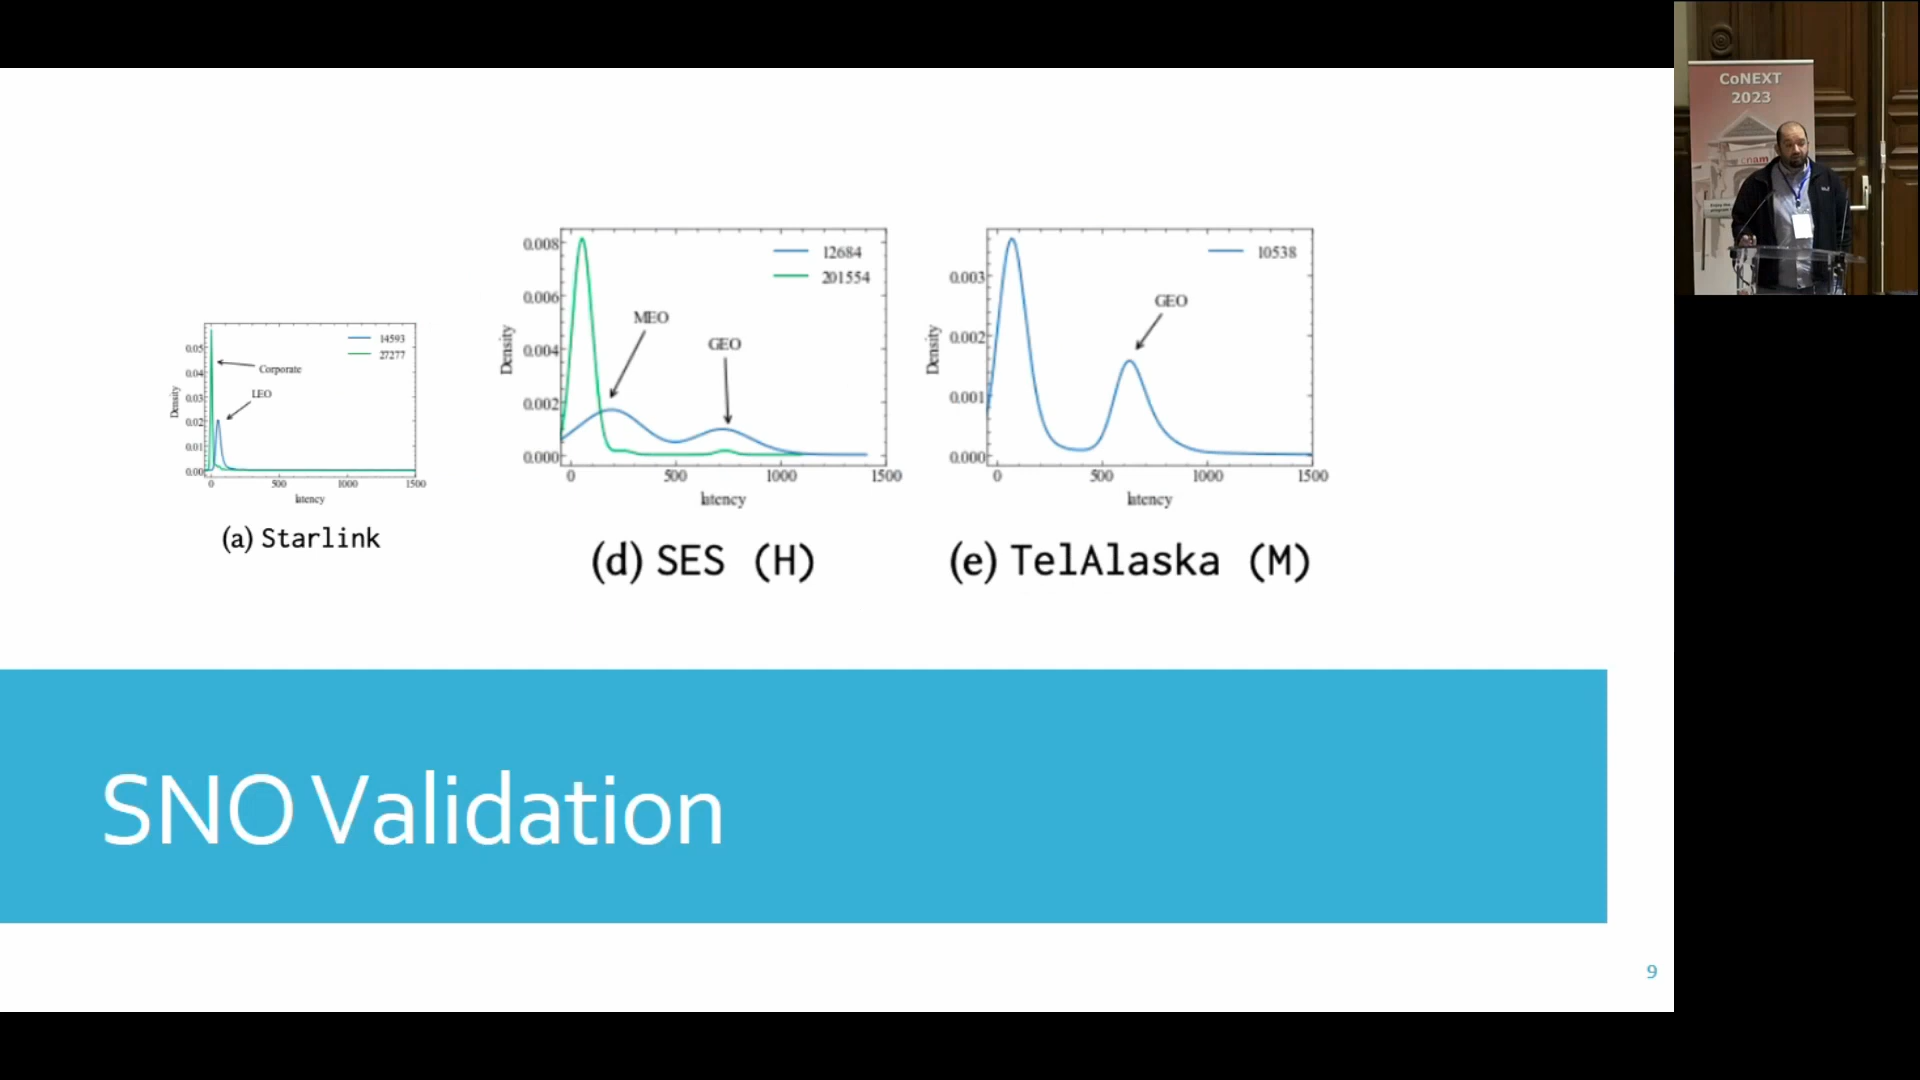 CoNEXT
2023
cnam
14593
27277
Corporate
LEO
0.05
0.04
0.03
0.02
0.01
0.00
Density
0
500
1000
1500
latency
(a) Starlink
12684
201554
MEO
GEO
0.008
0.006
0.004
0.002
0.000
Density
0
500
1000
1500
latency
(d) SES (H)
10538
GEO
0.003
0.002
0.001
0.000
Density
0
500
1000
1500
latency
(e) TelAlaska (M)
SNO Validation
9